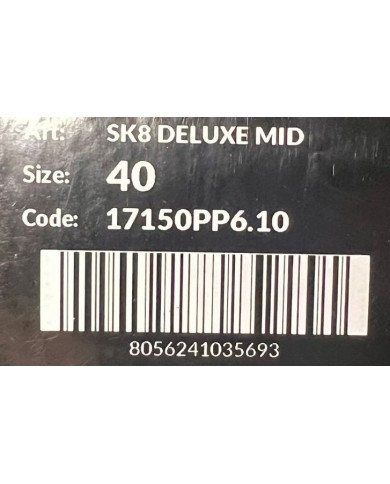 Art: SK8 DELUXE MID
Size: 40
Code: 17150PP6.10
8056241035693